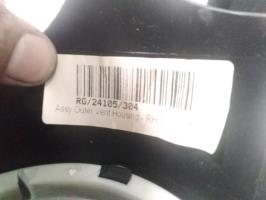 RG/24105/304
Assy Outer Vent Housing - RH